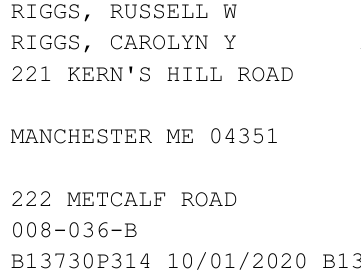 RIGGS, RUSSELL W
RIGGS, CAROLYN Y
221 KERN'S HILL ROAD
MANCHESTER ME 04351
222 METCALF ROAD
008-036-B
B13730P314 10/01/2020 B13